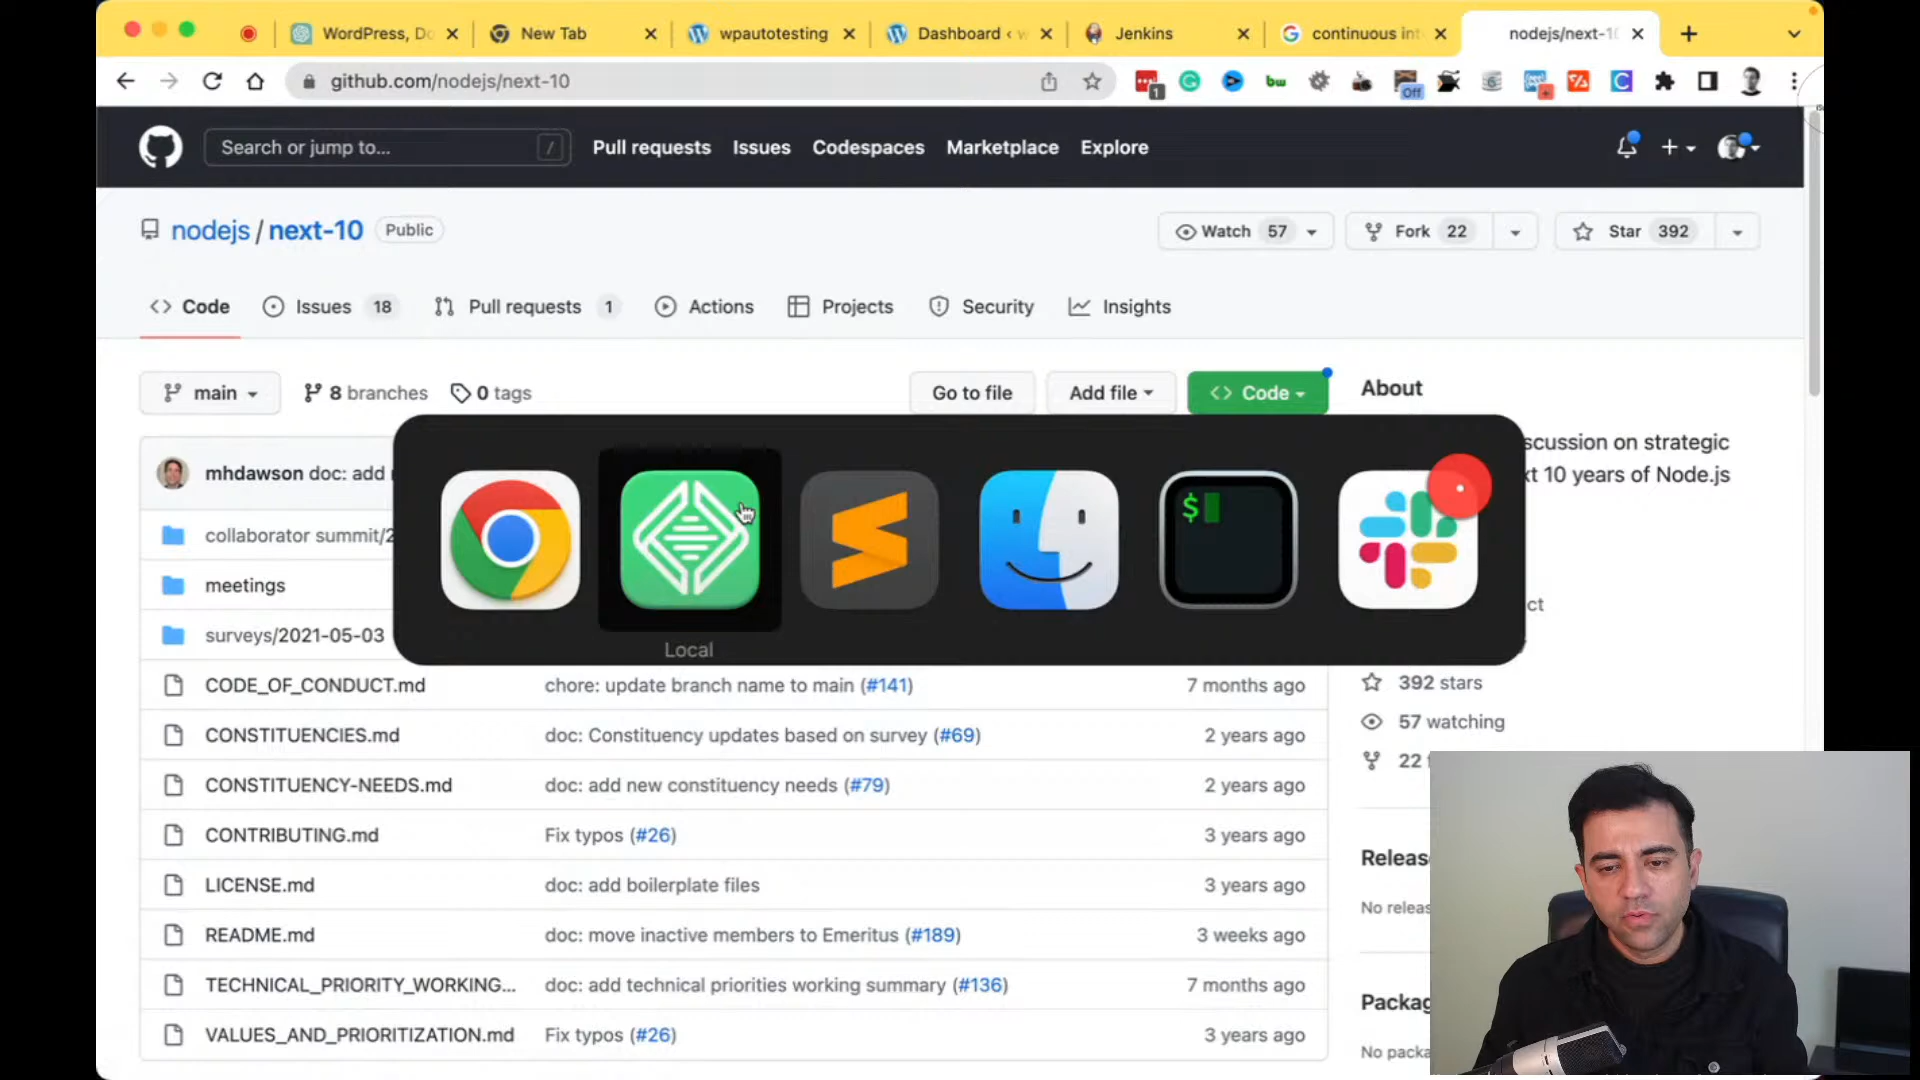 WordPress, Do
New Tab
wpautotesting
Dashboard ‹ w
Jenkins
continuous int
nodejs/next-10
github.com/nodejs/next-10
1
Off
Search or jump to...
/
Pull requests
Issues
Codespaces
Marketplace
Explore
nodejs / next-10
Public
Watch 57
Fork 22
Star 392
Code
Issues 18
Pull requests 1
Actions
Projects
Security
Insights
main
8 branches
0 tags
Go to file
Add file
Code
About
mhdawson doc: add
scussion on strategic
xt 10 years of Node.js
$
collaborator summit/2
meetings
ct
surveys/2021-05-03
Local
CODE_OF_CONDUCT.md
chore: update branch name to main (#141)
7 months ago
392 stars
CONSTITUENCIES.md
doc: Constituency updates based on survey (#69)
2 years ago
57 watching
22
CONSTITUENCY-NEEDS.md
doc: add new constituency needs (#79)
2 years ago
CONTRIBUTING.md
Fix typos (#26)
3 years ago
Releas
LICENSE.md
doc: add boilerplate files
3 years ago
No releas
README.md
doc: move inactive members to Emeritus (#189)
3 weeks ago
TECHNICAL_PRIORITY_WORKING...
doc: add technical priorities working summary (#136)
7 months ago
Packag
VALUES_AND_PRIORITIZATION.md
Fix typos (#26)
3 years ago
No packa